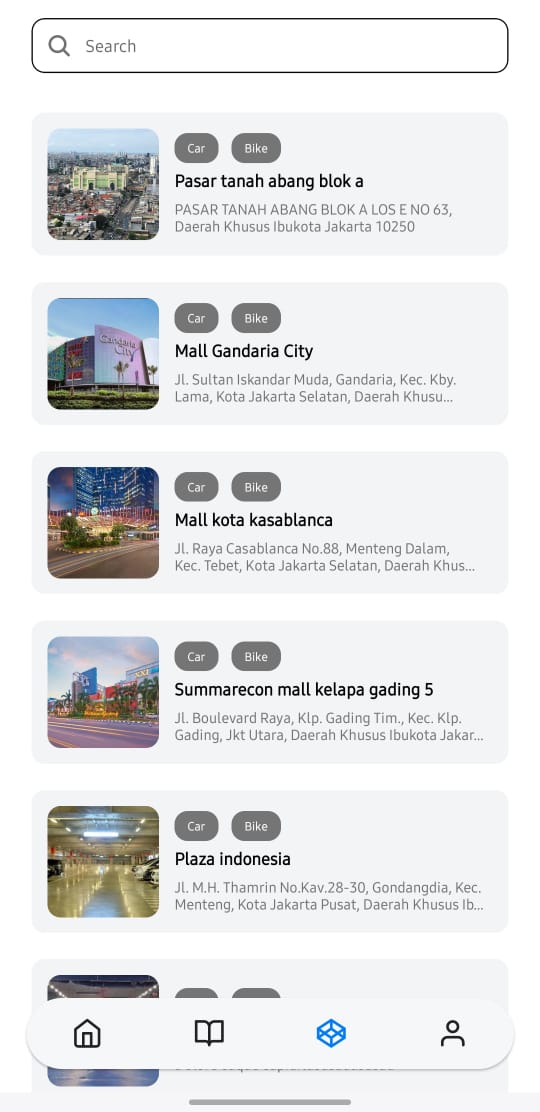 Search
Car Bike
Pasar tanah abang blok a
PASAR TANAH ABANG BLOK A LOS E NO 63,
Daerah Khusus Ibukota Jakarta 10250
Gandaria
City
Car Bike
Mall Gandaria City
Jl. Sultan Iskandar Muda, Gandaria, Kec. Kby.
Lama, Kota Jakarta Selatan, Daerah Khusu...
Car Bike
Mall kota kasablanca
Jl. Raya Casablanca No.88, Menteng Dalam,
Kec. Tebet, Kota Jakarta Selatan, Daerah Khus...
Car Bike
Summarecon mall kelapa gading 5
Jl. Boulevard Raya, Klp. Gading Tim., Kec. Klp.
Gading, Jkt Utara, Daerah Khusus Ibukota Jakar...
Car Bike
Plaza indonesia
Jl. M.H. Thamrin No.Kav.28-30, Gondangdia, Kec.
Menteng, Kota Jakarta Pusat, Daerah Khusus Ib...
Car Bike